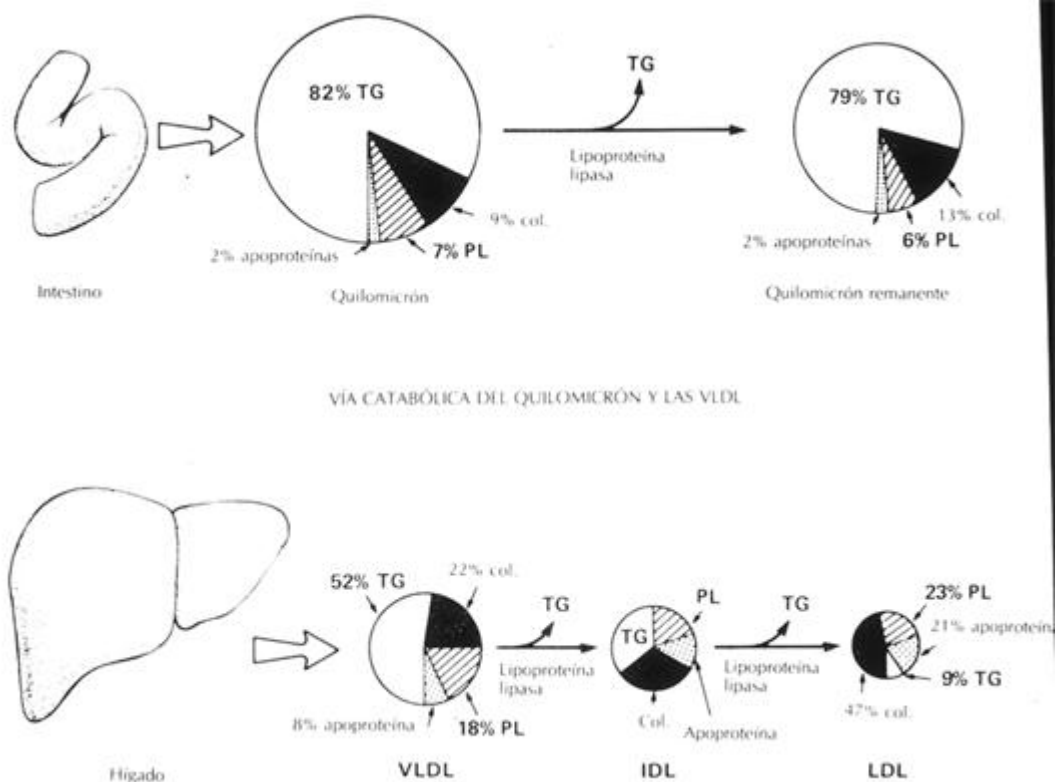 82% TG
TG
79% TG
Lipoproteína
lipasa
9% col.
13% col.
2% apoproteínas
7% PL
2% apoproteínas
6% PL
Intestino
Quilomicrón
Quilomicrón remanente
VÍA CATABÓLICA DEL QUILOMICRÓN Y LAS VLDL
52% TG
22% col.
TG
PL
TG
23% PL
21% apoproteína
TG
Lipoproteína
lipasa
Lipoproteína
lipasa
9% TG
8% apoproteína
18% PL
Col.
Apoproteína
47% col.
Hígado
VLDL
IDL
LDL